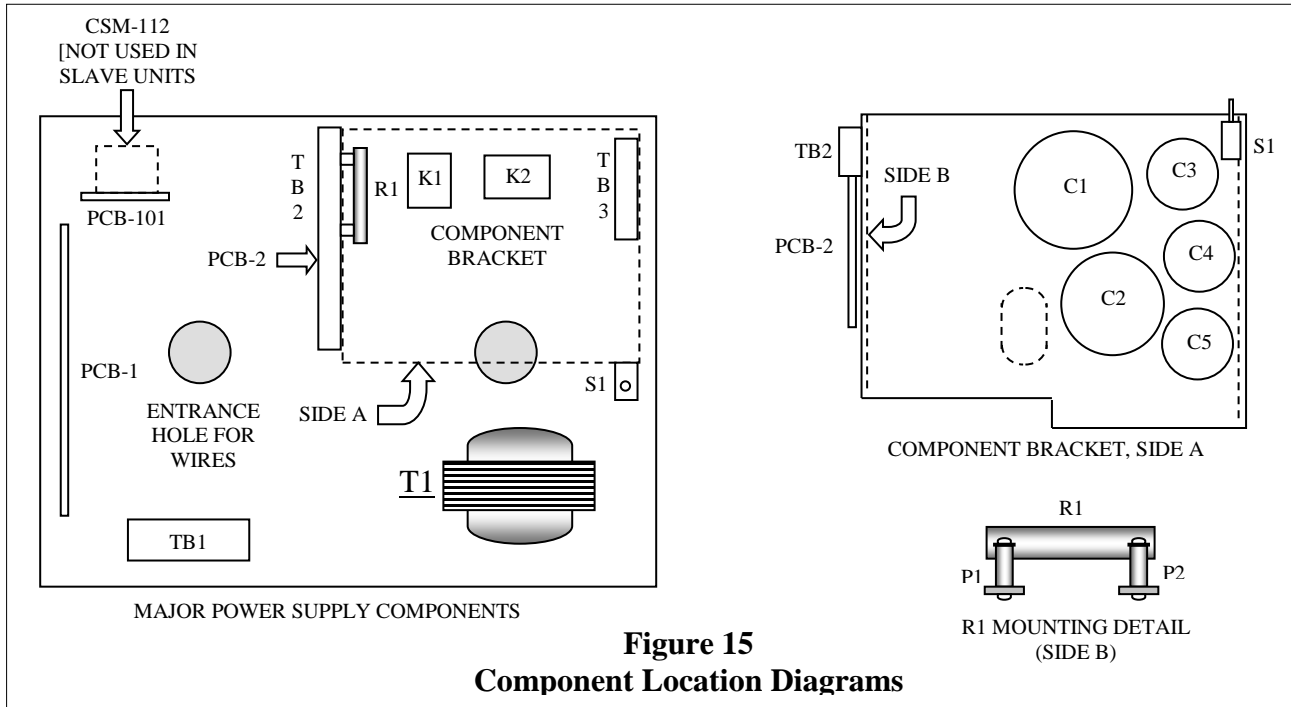 CSM-112
[NOT USED IN
SLAVE UNITS
PCB-101
T
B
2
R1
K1
K2
T
B
3
COMPONENT
BRACKET
PCB-2
PCB-1
ENTRANCE
HOLE FOR
WIRES
SIDE A
S1
T1
TB1
MAJOR POWER SUPPLY COMPONENTS
TB2
SIDE B
PCB-2
C1
C3
S1
C4
C2
C5
COMPONENT BRACKET, SIDE A
R1
P1
P2
R1 MOUNTING DETAIL
(SIDE B)
Figure 15
Component Location Diagrams